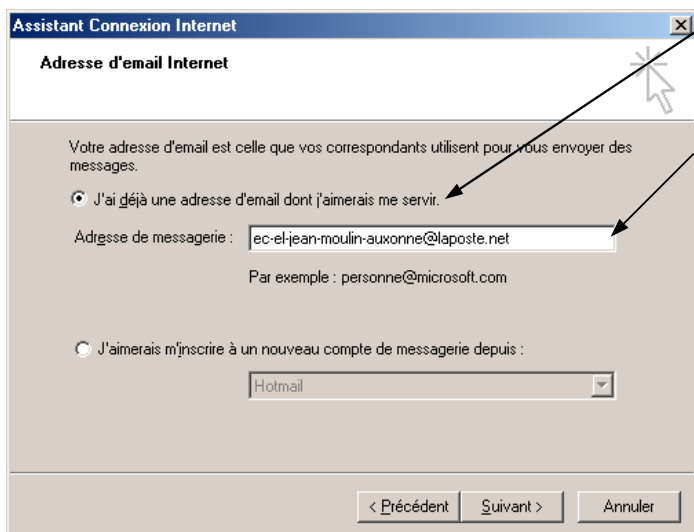 Assistant Connexion Internet
Adresse d'email Internet
Votre adresse d'email est celle que vos correspondants utilisent pour vous envoyer des
messages.
J'ai déjà une adresse d'email dont j'aimerais me servir.
Adresse de messagerie : ec-el-jean-moulin-auxonne@laposte.net
Par exemple : personne@microsoft.com
J'aimerais m'inscrire à un nouveau compte de messagerie depuis :
Hotmail
< Précédent Suivant > Annuler